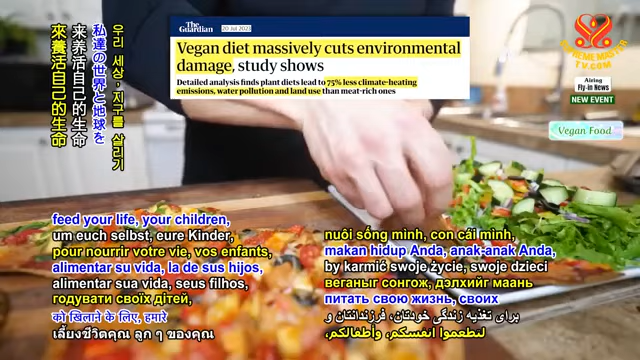 The Guardian
20 Jul 2023
Vegan diet massively cuts environmental
damage, study shows
Detailed analysis finds plant diets lead to 75% less climate-heating
emissions, water pollution and land use than meat-rich ones
SUPREME MASTER
TV.COM
Airing
Fly-in News
NEW EVENT
Vegan Food
우리 세상, 지구를 살리기
私達の世界と地球を
来养活自己的生命
來養活自己的生命
feed your life, your children,
um euch selbst, eure Kinder,
pour nourrir votre vie, vos enfants,
alimentar su vida, la de sus hijos,
alimentar sua vida, seus filhos,
годувати своїх дітей,
को खिलाने के लिए, हमारे
เลี้ยงชีวิตคุณ ลูก ๆ ของคุณ
nuôi sống mình, con cái mình,
makan hidup Anda, anak-anak Anda,
by karmić swoje życie, swoje dzieci
веганыг сонгож, дэлхийг маань
питать свою жизнь, своих
برای تغذیه زندگی خودتان، فرزندانتان و
لتطعموا أنفسكم، وأطفالكم،